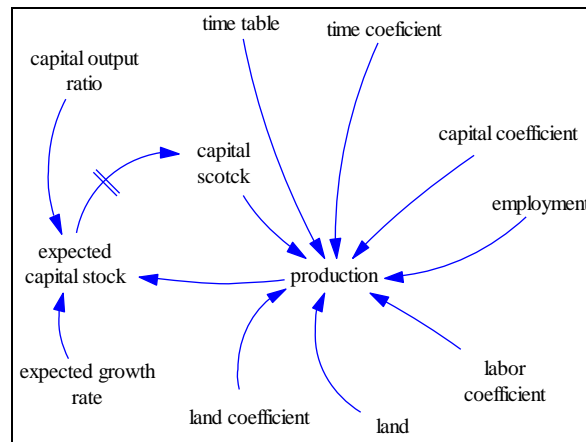 time table
time coeficient
capital output
ratio
capital
scotck
capital coefficient
employment
expected
capital stock
production
expected growth
rate
land coefficient
land
labor
coefficient